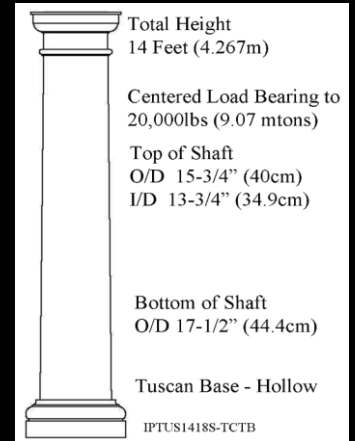 Total Height
14 Feet (4.267m)
Centered Load Bearing to
20,000lbs (9.07 mtons)
Top of Shaft
O/D 15-3/4” (40cm)
I/D 13-3/4” (34.9cm)
Bottom of Shaft
O/D 17-1/2” (44.4cm)
Tuscan Base - Hollow
IPTUS1418S-TCTB